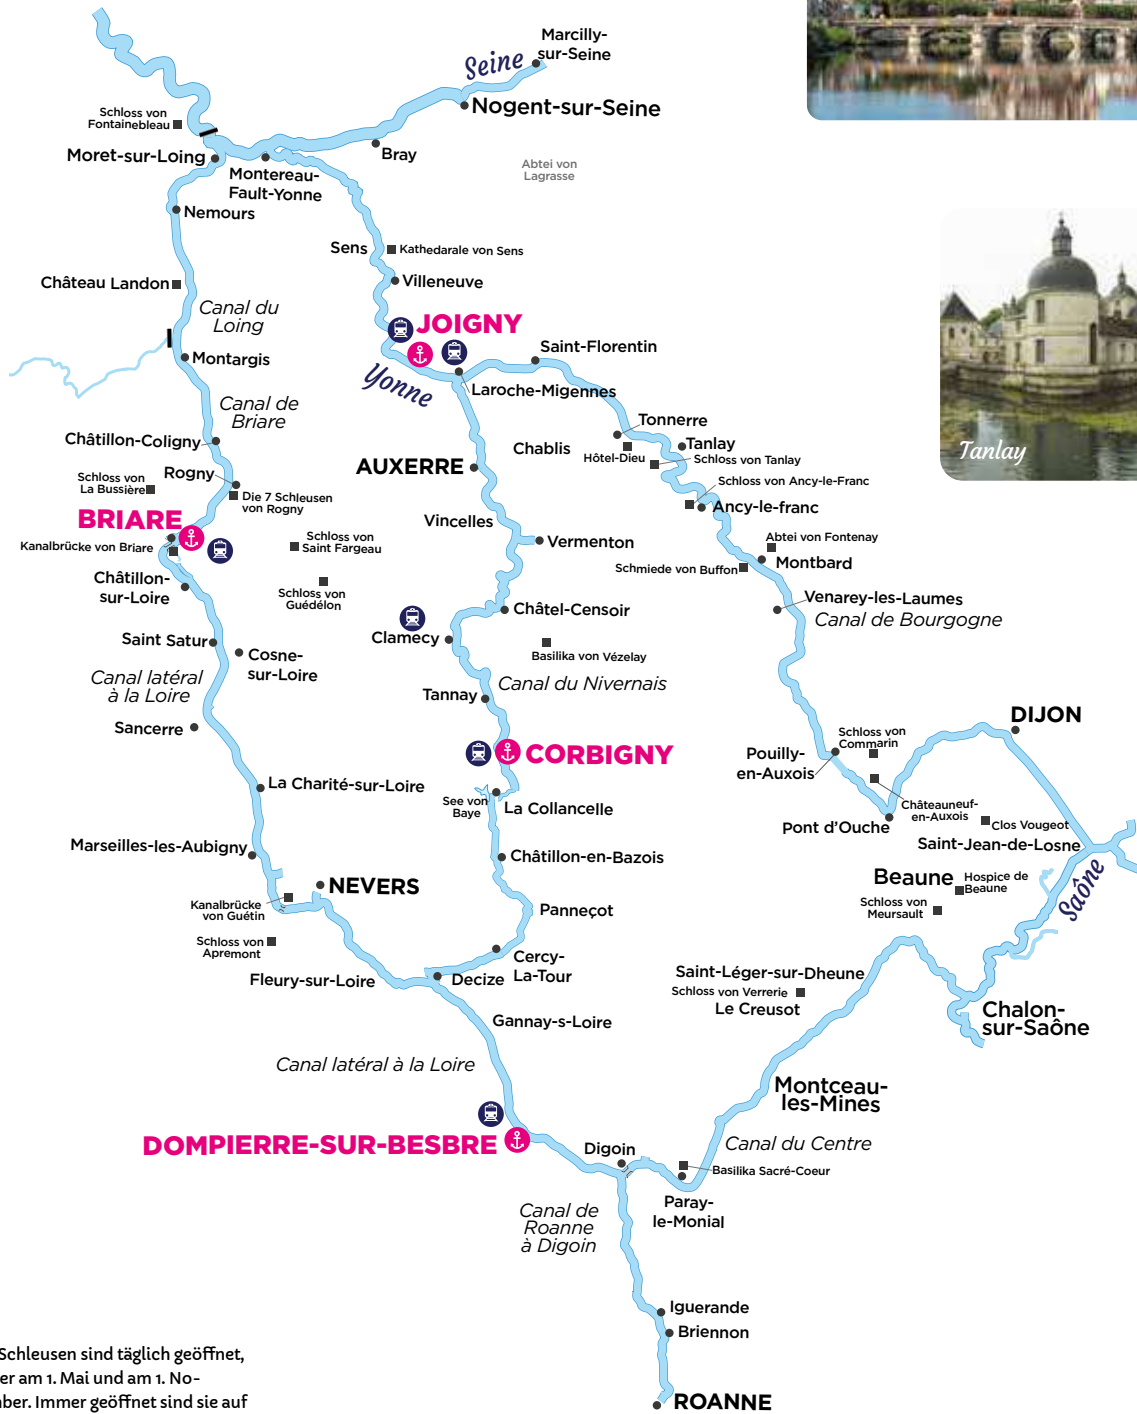 Marcilly-
sur-Seine
Seine
Nogent-sur-Seine
Schloss von
Fontainebleau
Moret-sur-Loing
Bray
Montereau-
Fault-Yonne
Abtei von
Lagrasse
Nemours
Sens
Kathedarale von Sens
Château Landon
Villeneuve
Canal du
Loing
JOIGNY
Montargis
Yonne
Saint-Florentin
Laroche-Migennes
Canal de
Briare
Châtillon-Coligny
Tonnerre
Chablis
Hôtel-Dieu
Tanlay
Schloss von Tanlay
Tanlay
Rogny
Schloss von
La Bussière
Die 7 Schleusen
von Rogny
AUXERRE
Schloss von Ancy-le-Franc
Ancy-le-franc
BRIARE
Kanalbrücke von Briare
Schloss von
Saint Fargeau
Vincelles
Vermenton
Abtei von Fontenay
Montbard
Schmiede von Buffon
Châtillon-
sur-Loire
Schloss von
Guédélon
Châtel-Censoir
Venarey-les-Laumes
Canal de Bourgogne
Saint Satur
Cosne-
sur-Loire
Clamecy
Basilika von Vézelay
Canal latéral
à la Loire
Tannay
Canal du Nivernais
Sancerre
CORBIGNY
DIJON
Schloss von
Commarin
Pouilly-
en-Auxois
La Charité-sur-Loire
See von
Baye
La Collancelle
Châteauneuf-
en-Auxois
Pont d'Ouche
Clos Vougeot
Saint-Jean-de-Losne
Marseilles-les-Aubigny
Châtillon-en-Bazois
Saône
Beaune
Hospice de
Beaune
Schloss von
Meursault
NEVERS
Kanalbrücke
von Guétin
Panneçot
Schloss von
Apremont
Cercy-
La-Tour
Fleury-sur-Loire
Decize
Saint-Léger-sur-Dheune
Schloss von Verrerie
Le Creusot
Chalon-
sur-Saône
Gannay-s-Loire
Canal latéral à la Loire
Montceau-
les-Mines
DOMPIERRE-SUR-BESBRE
Digoin
Canal du Centre
Basilika Sacré-Coeur
Paray-
le-Monial
Canal de
Roanne
à Digoin
Iguerande
Briennon
ROANNE
Schleusen sind täglich geöffnet,
er am 1. Mai und am 1. No-
ber. Immer geöffnet sind sie auf